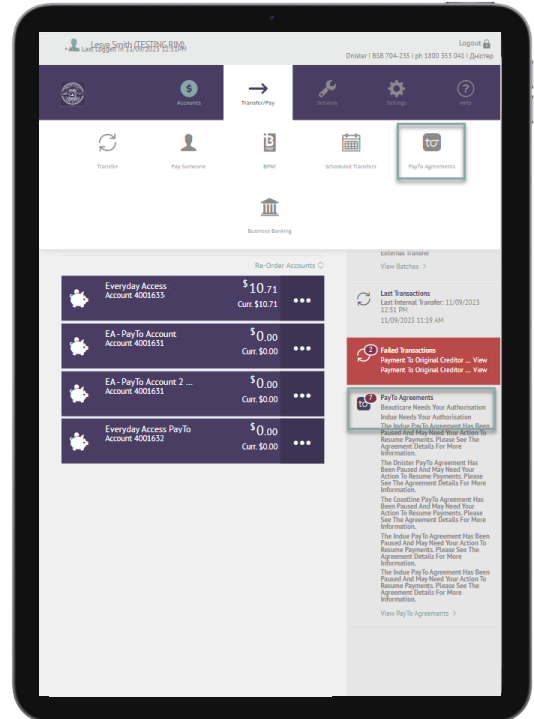 Lesya Smith (TESTING RIM)
Last Logged In 11/09/2023 12:51PM
Logout
Dnister | BSB 704-235 | ph 1800 353 041 | Дністер
$
Accounts
Transfer/Pay
Services
Settings
Help
Transfer
Pay Someone
BPAY
Scheduled Transfers
PayTo Agreements
Business Banking
Re-Order Accounts
Everyday Access
Account 4001633
$10.71
Curr. $10.71
EA - PayTo Account
Account 4001631
$0.00
Curr. $0.00
EA - PayTo Account 2 ...
Account 4001631
$0.00
Curr. $0.00
Everyday Access PayTo
Account 4001632
$0.00
Curr. $0.00
External Transfer
View Batches >
Last Transactions
Last Internal Transfer: 11/09/2023
12:51 PM
11/09/2023 11:19 AM
2
Failed Transactions
Payment To Original Creditor ... View
Payment To Original Creditor ... View
7
PayTo Agreements
Beauticare Needs Your Authorisation
Indue Needs Your Authorisation
The Indue PayTo Agreement Has Been
Paused And May Need Your Action To
Resume Payments. Please See The
Agreement Details For More
Information.
The Dnister PayTo Agreement Has
Been Paused And May Need Your
Action To Resume Payments. Please
See The Agreement Details For More
Information.
The Coastline PayTo Agreement Has
Been Paused And May Need Your
Action To Resume Payments. Please
See The Agreement Details For More
Information.
The Indue PayTo Agreement Has Been
Paused And May Need Your Action To
Resume Payments. Please See The
Agreement Details For More
Information.
The Indue PayTo Agreement Has Been
Paused And May Need Your Action To
Resume Payments. Please See The
Agreement Details For More
Information.
View PayTo Agreements >